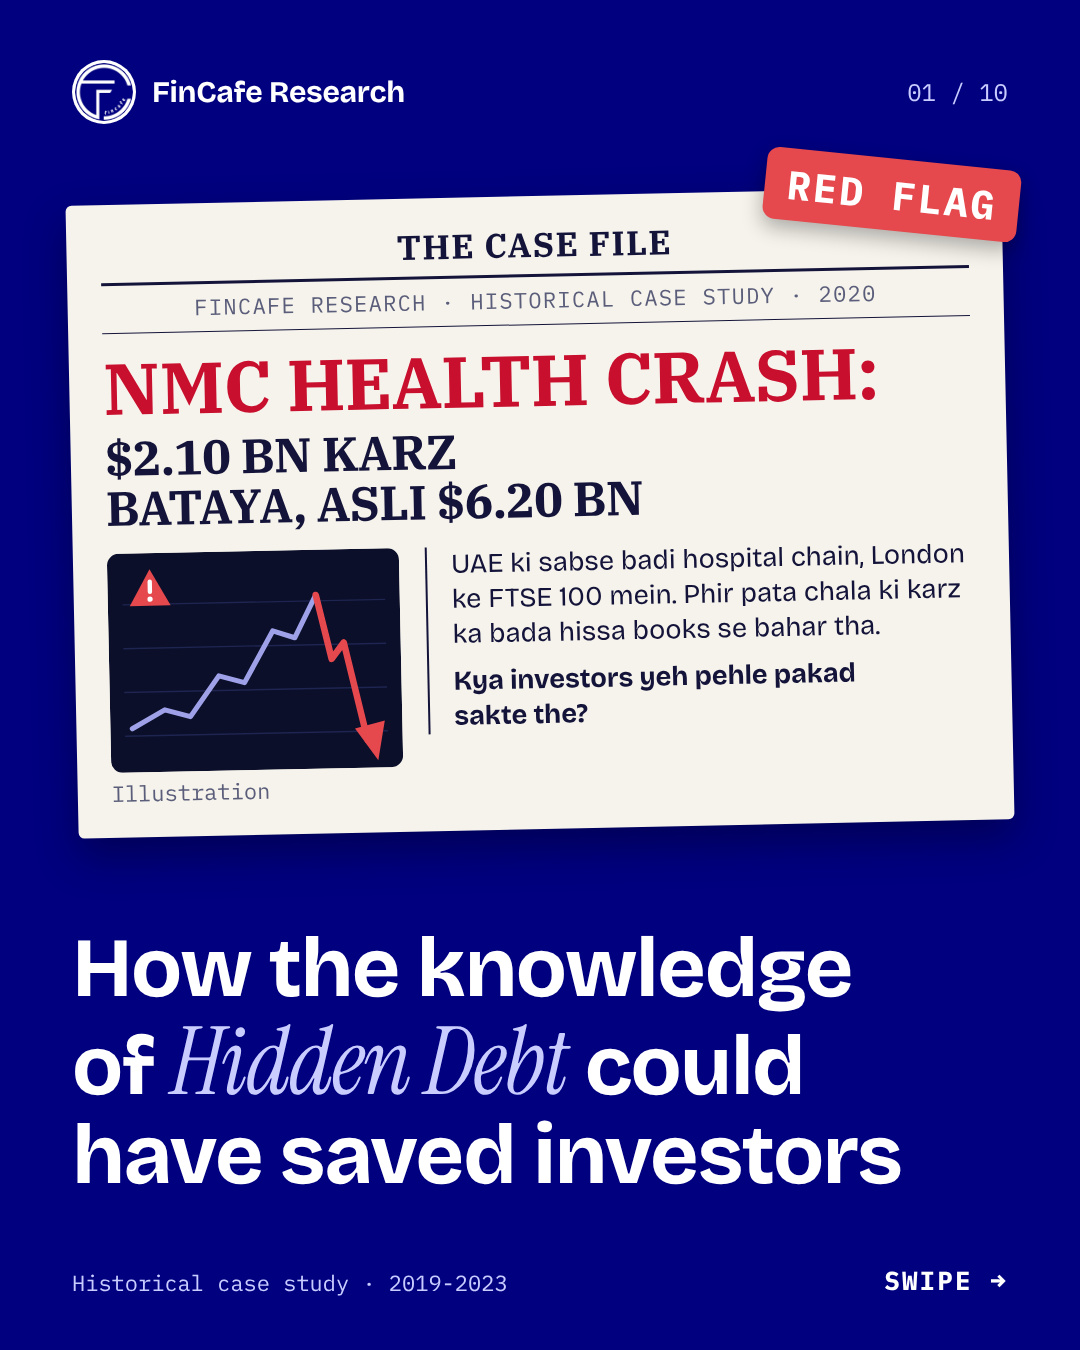 FinCafe Research
01 / 10
RED FLAG
THE CASE FILE
FINCAFE RESEARCH · HISTORICAL CASE STUDY · 2020
NMC HEALTH CRASH:
$2.10 BN KARZ
BATAYA, ASLI $6.20 BN
UAE ki sabse badi hospital chain, London
ke FTSE 100 mein. Phir pata chala ki karz
ka bada hissa books se bahar tha.
Kya investors yeh pehle pakad
sakte the?
Illustration
How the knowledge
of Hidden Debt could
have saved investors
Historical case study · 2019-2023
SWIPE →